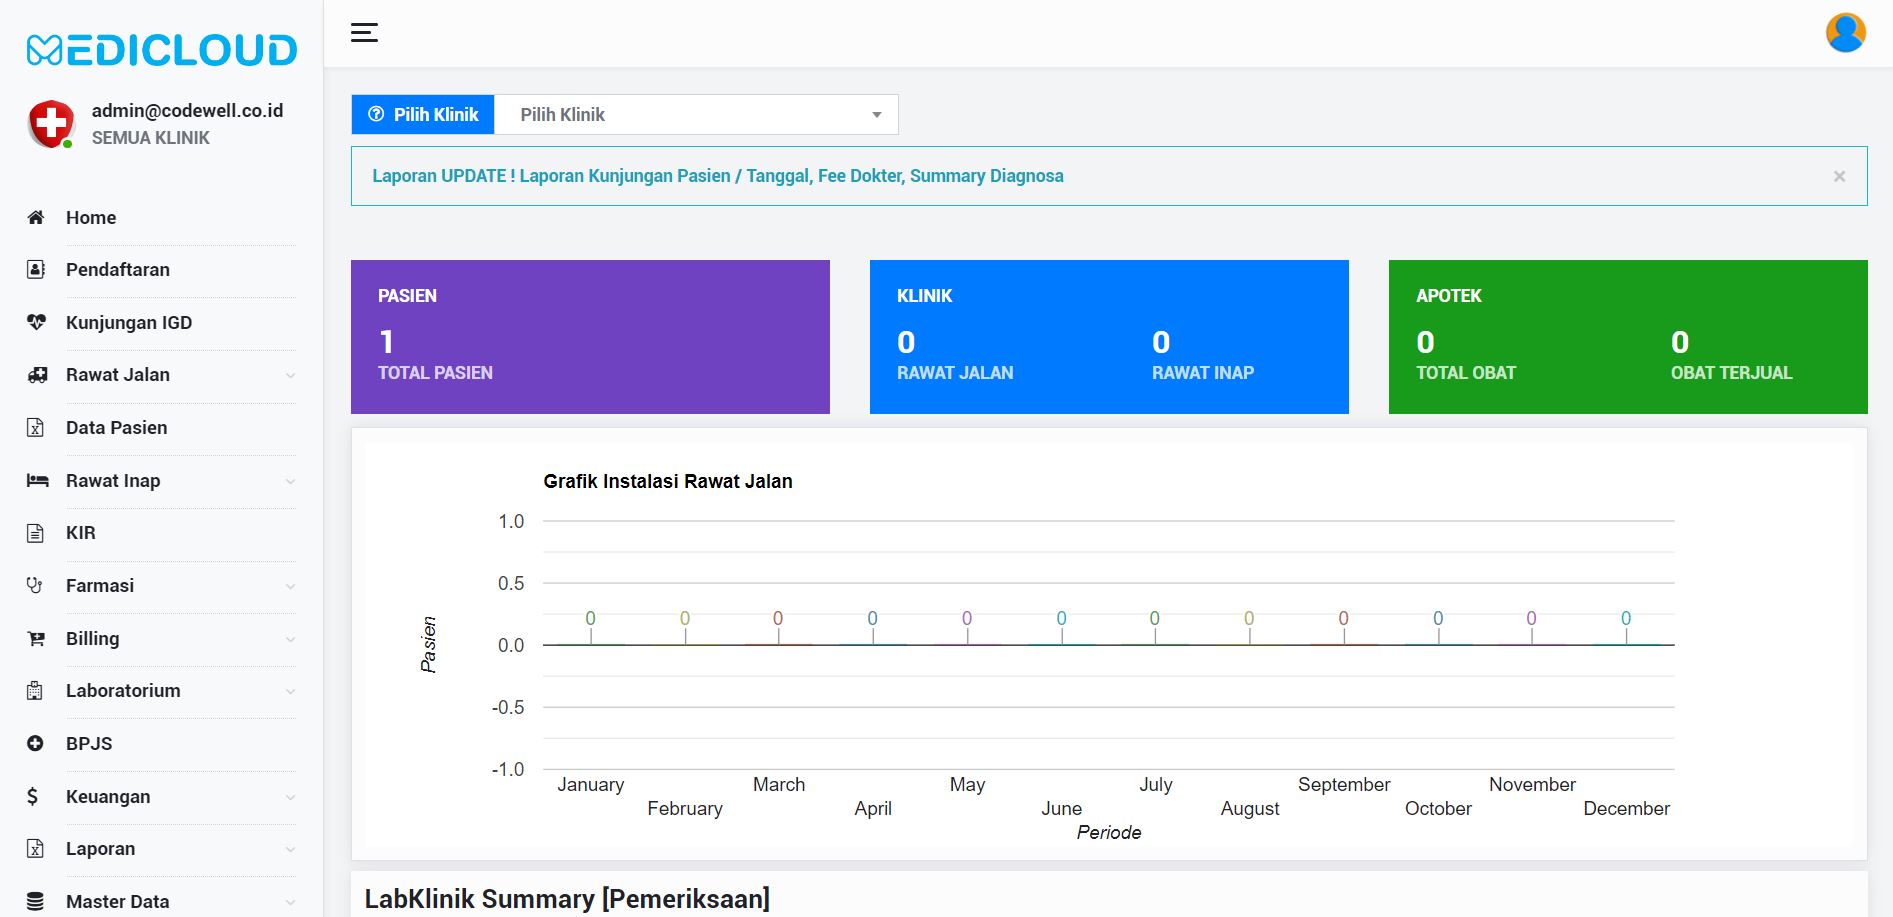 MEDICLOUD
admin@codewell.co.id
SEMUA KLINIK
Home
Pendaftaran
Kunjungan IGD
Rawat Jalan
Data Pasien
Rawat Inap
KIR
Farmasi
Billing
Laboratorium
BPJS
Keuangan
Laporan
Master Data
Pilih Klinik Pilih Klinik
Laporan UPDATE ! Laporan Kunjungan Pasien / Tanggal, Fee Dokter, Summary Diagnosa ×
PASIEN
1
TOTAL PASIEN
KLINIK
0 0
RAWAT JALAN RAWAT INAP
APOTEK
0 0
TOTAL OBAT OBAT TERJUAL
Grafik Instalasi Rawat Jalan
1.0
0.5
0 0 0 0 0 0 0 0 0 0 0 0
0.0
-0.5
-1.0
Pasien
January March May July September November
February April June August October December
Periode
LabKlinik Summary [Pemeriksaan]